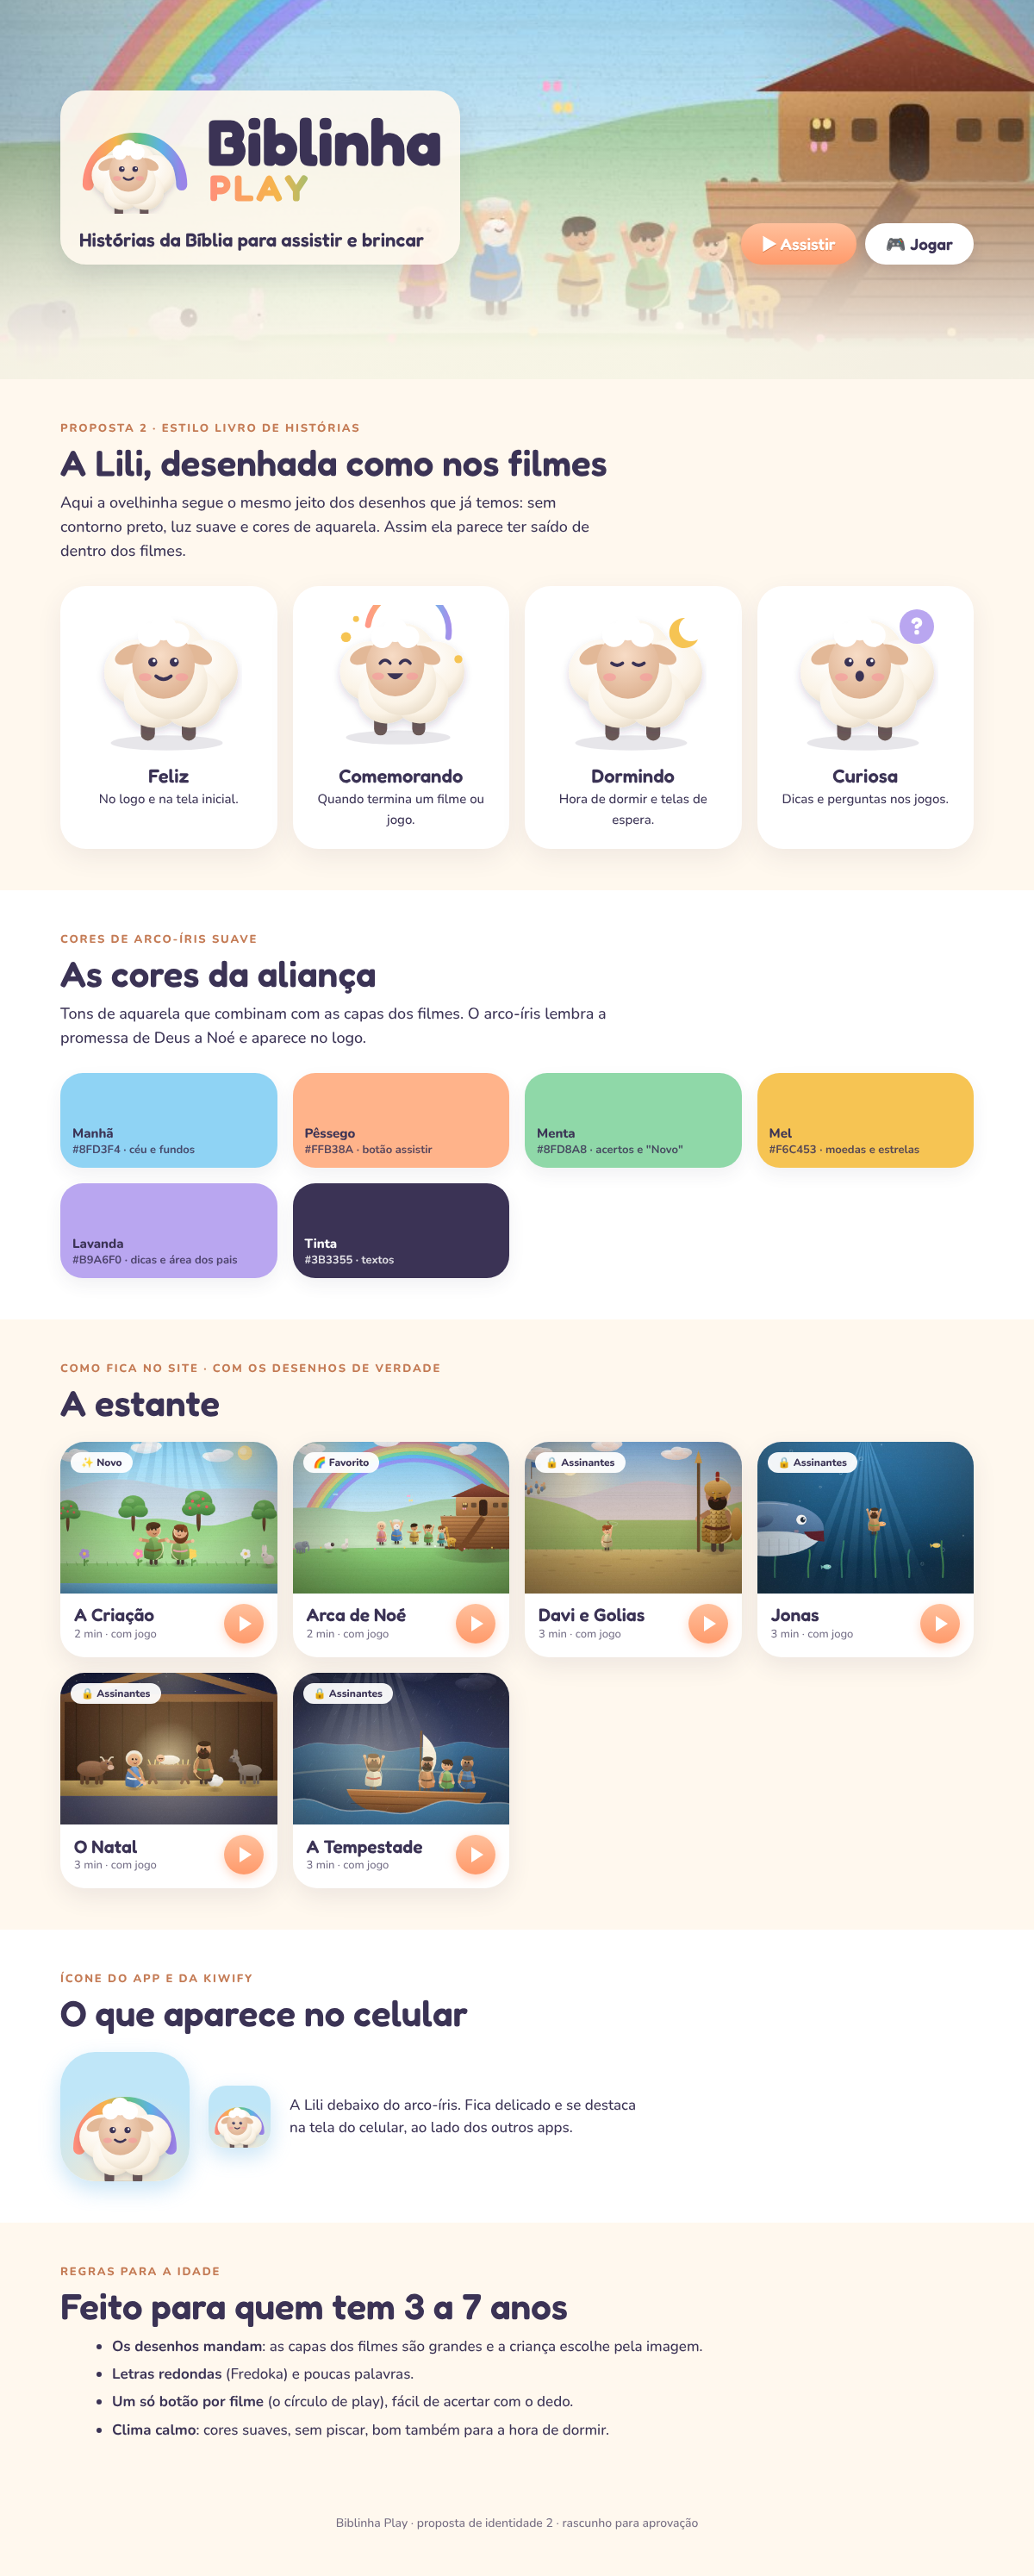 Biblinha
PLAY
Histórias da Bíblia para assistir e brincar
▶ Assistir
🎮 Jogar
PROPOSTA 2 · ESTILO LIVRO DE HISTÓRIAS
A Lili, desenhada como nos filmes
Aqui a ovelhinha segue o mesmo jeito dos desenhos que já temos: sem
contorno preto, luz suave e cores de aquarela. Assim ela parece ter saído de
dentro dos filmes.
?
Feliz
No logo e na tela inicial.
Comemorando
Quando termina um filme ou
jogo.
Dormindo
Hora de dormir e telas de
espera.
Curiosa
Dicas e perguntas nos jogos.
CORES DE ARCO-ÍRIS SUAVE
As cores da aliança
Tons de aquarela que combinam com as capas dos filmes. O arco-íris lembra a
promessa de Deus a Noé e aparece no logo.
Manhã
#8FD3F4 · céu e fundos
Pêssego
#FFB38A · botão assistir
Menta
#8FD8A8 · acertos e "Novo"
Mel
#F6C453 · moedas e estrelas
Lavanda
#B9A6F0 · dicas e área dos pais
Tinta
#3B3355 · textos
COMO FICA NO SITE · COM OS DESENHOS DE VERDADE
A estante
✨ Novo
A Criação
2 min · com jogo
🌈 Favorito
Arca de Noé
2 min · com jogo
🔒 Assinantes
Davi e Golias
3 min · com jogo
🔒 Assinantes
Jonas
3 min · com jogo
🔒 Assinantes
O Natal
3 min · com jogo
🔒 Assinantes
A Tempestade
3 min · com jogo
ÍCONE DO APP E DA KIWIFY
O que aparece no celular
A Lili debaixo do arco-íris. Fica delicado e se destaca
na tela do celular, ao lado dos outros apps.
REGRAS PARA A IDADE
Feito para quem tem 3 a 7 anos
• Os desenhos mandam: as capas dos filmes são grandes e a criança escolhe pela imagem.
• Letras redondas (Fredoka) e poucas palavras.
• Um só botão por filme (o círculo de play), fácil de acertar com o dedo.
• Clima calmo: cores suaves, sem piscar, bom também para a hora de dormir.
Biblinha Play · proposta de identidade 2 · rascunho para aprovação